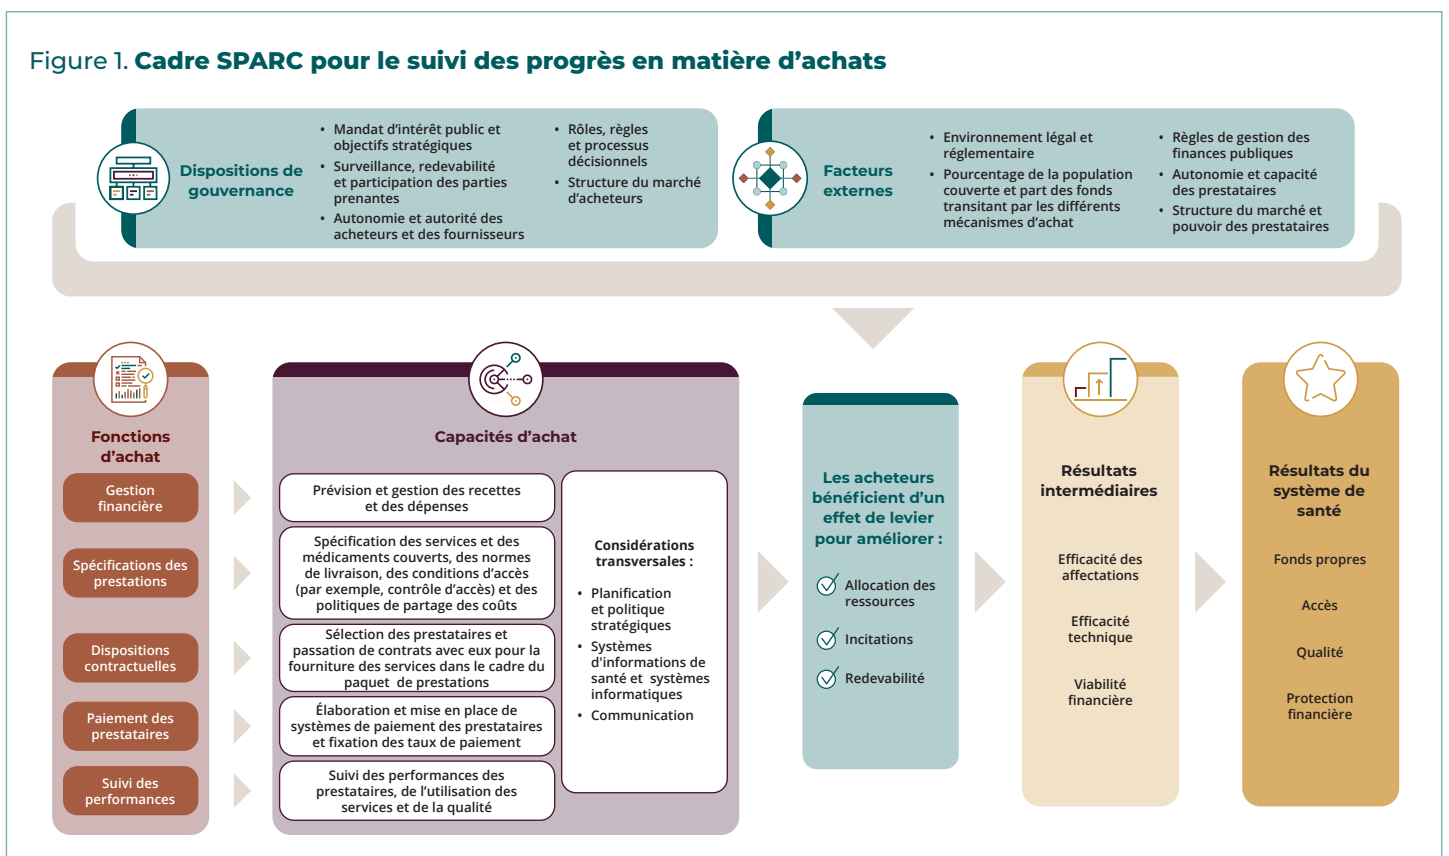 Figure 1. Cadre SPARC pour le suivi des progrès en matière d’achats
Dispositions de
gouvernance
• Mandat d’intérêt public et
objectifs stratégiques
• Surveillance, redevabilité
et participation des parties
prenantes
• Autonomie et autorité des
acheteurs et des fournisseurs
• Rôles, règles
et processus
décisionnels
• Structure du marché
d’acheteurs
Facteurs
externes
• Environnement légal et
réglementaire
• Pourcentage de la population
couverte et part des fonds
transitant par les différents
mécanismes d’achat
• Règles de gestion des
finances publiques
• Autonomie et capacité
des prestataires
• Structure du marché et
pouvoir des prestataires
Fonctions
d’achat
Gestion
financière
Spécifications des
prestations
Dispositions
contractuelles
Paiement des
prestataires
Suivi des
performances
Capacités d’achat
Prévision et gestion des recettes
et des dépenses
Spécification des services et des
médicaments couverts, des normes
de livraison, des conditions d’accès
(par exemple, contrôle d’accès) et des
politiques de partage des coûts
Sélection des prestataires et
passation de contrats avec eux pour la
fourniture des services dans le cadre du
paquet de prestations
Élaboration et mise en place de
systèmes de paiement des prestataires
et fixation des taux de paiement
Suivi des performances des
prestataires, de l’utilisation des
services et de la qualité
Considérations
transversales :
• Planification
et politique
stratégiques
• Systèmes
d'informations de
santé et systèmes
informatiques
• Communication
Les acheteurs
bénéficient d’un
effet de levier
pour améliorer :
Allocation des
ressources
Incitations
Redevabilité
Résultats
intermédiaires
Efficacité des
affectations
Efficacité
technique
Viabilité
financière
Résultats du
système de
santé
Fonds propres
Accès
Qualité
Protection
financière